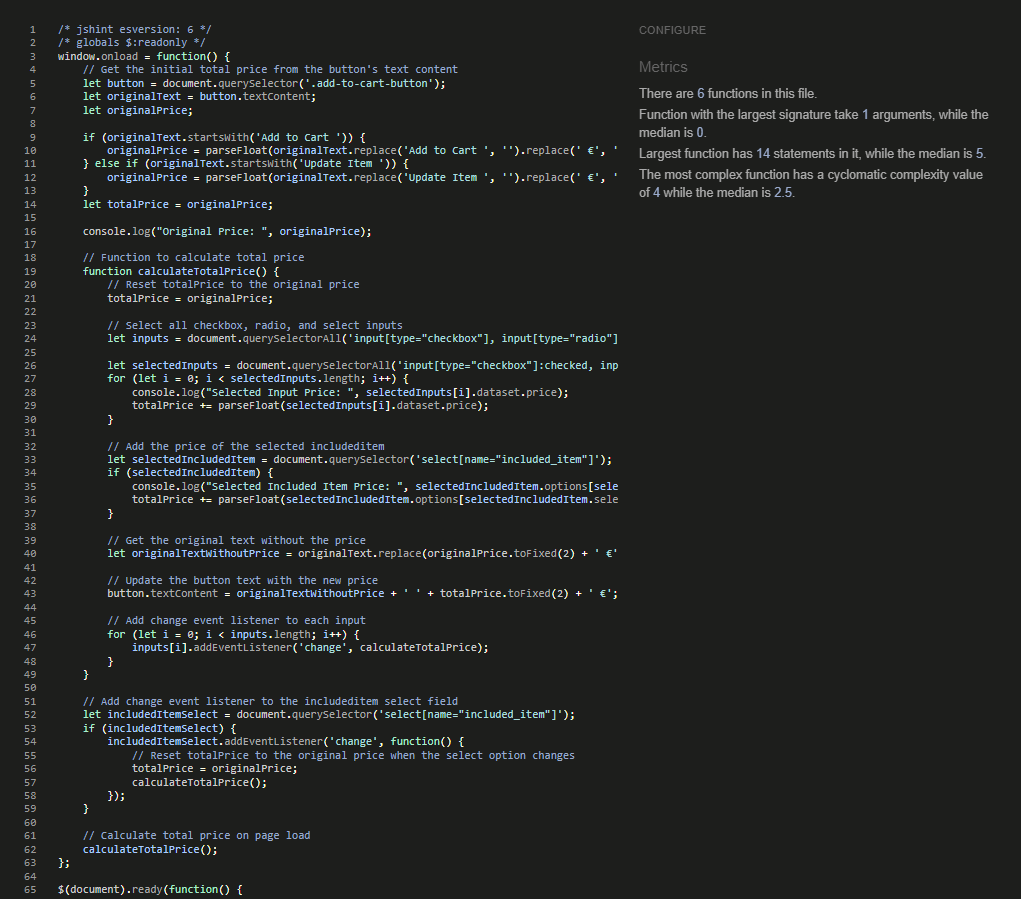 1 /* jshint esversion: 6 */
2 /* globals $:readonly */
3 window.onload = function() {
4 // Get the initial total price from the button's text content
5 let button = document.querySelector('.add-to-cart-button');
6 let originalText = button.textContent;
7 let originalPrice;
8
9 if (originalText.startsWith('Add to Cart ')) {
10 originalPrice = parseFloat(originalText.replace('Add to Cart ', '').replace(' €', '
11 } else if (originalText.startsWith('Update Item ')) {
12 originalPrice = parseFloat(originalText.replace('Update Item ', '').replace(' €', '
13 }
14 let totalPrice = originalPrice;
15
16 console.log("Original Price: ", originalPrice);
17
18 // Function to calculate total price
19 function calculateTotalPrice() {
20 // Reset totalPrice to the original price
21 totalPrice = originalPrice;
22
23 // Select all checkbox, radio, and select inputs
24 let inputs = document.querySelectorAll('input[type="checkbox"], input[type="radio"]
25
26 let selectedInputs = document.querySelectorAll('input[type="checkbox"]:checked, inp
27 for (let i = 0; i < selectedInputs.length; i++) {
28 console.log("Selected Input Price: ", selectedInputs[i].dataset.price);
29 totalPrice += parseFloat(selectedInputs[i].dataset.price);
30 }
31
32 // Add the price of the selected includeditem
33 let selectedIncludedItem = document.querySelector('select[name="included_item"]');
34 if (selectedIncludedItem) {
35 console.log("Selected Included Item Price: ", selectedIncludedItem.options[sele
36 totalPrice += parseFloat(selectedIncludedItem.options[selectedIncludedItem.sele
37 }
38
39 // Get the original text without the price
40 let originalTextWithoutPrice = originalText.replace(originalPrice.toFixed(2) + ' €'
41
42 // Update the button text with the new price
43 button.textContent = originalTextWithoutPrice + ' ' + totalPrice.toFixed(2) + ' €';
44
45 // Add change event listener to each input
46 for (let i = 0; i < inputs.length; i++) {
47 inputs[i].addEventListener('change', calculateTotalPrice);
48 }
49 }
50
51 // Add change event listener to the includeditem select field
52 let includedItemSelect = document.querySelector('select[name="included_item"]');
53 if (includedItemSelect) {
54 includedItemSelect.addEventListener('change', function() {
55 // Reset totalPrice to the original price when the select option changes
56 totalPrice = originalPrice;
57 calculateTotalPrice();
58 });
59 }
60
61 // Calculate total price on page load
62 calculateTotalPrice();
63 };
64
65 $(document).ready(function() {
CONFIGURE
Metrics
There are 6 functions in this file.
Function with the largest signature take 1 arguments, while the
median is 0.
Largest function has 14 statements in it, while the median is 5.
The most complex function has a cyclomatic complexity value
of 4 while the median is 2.5.